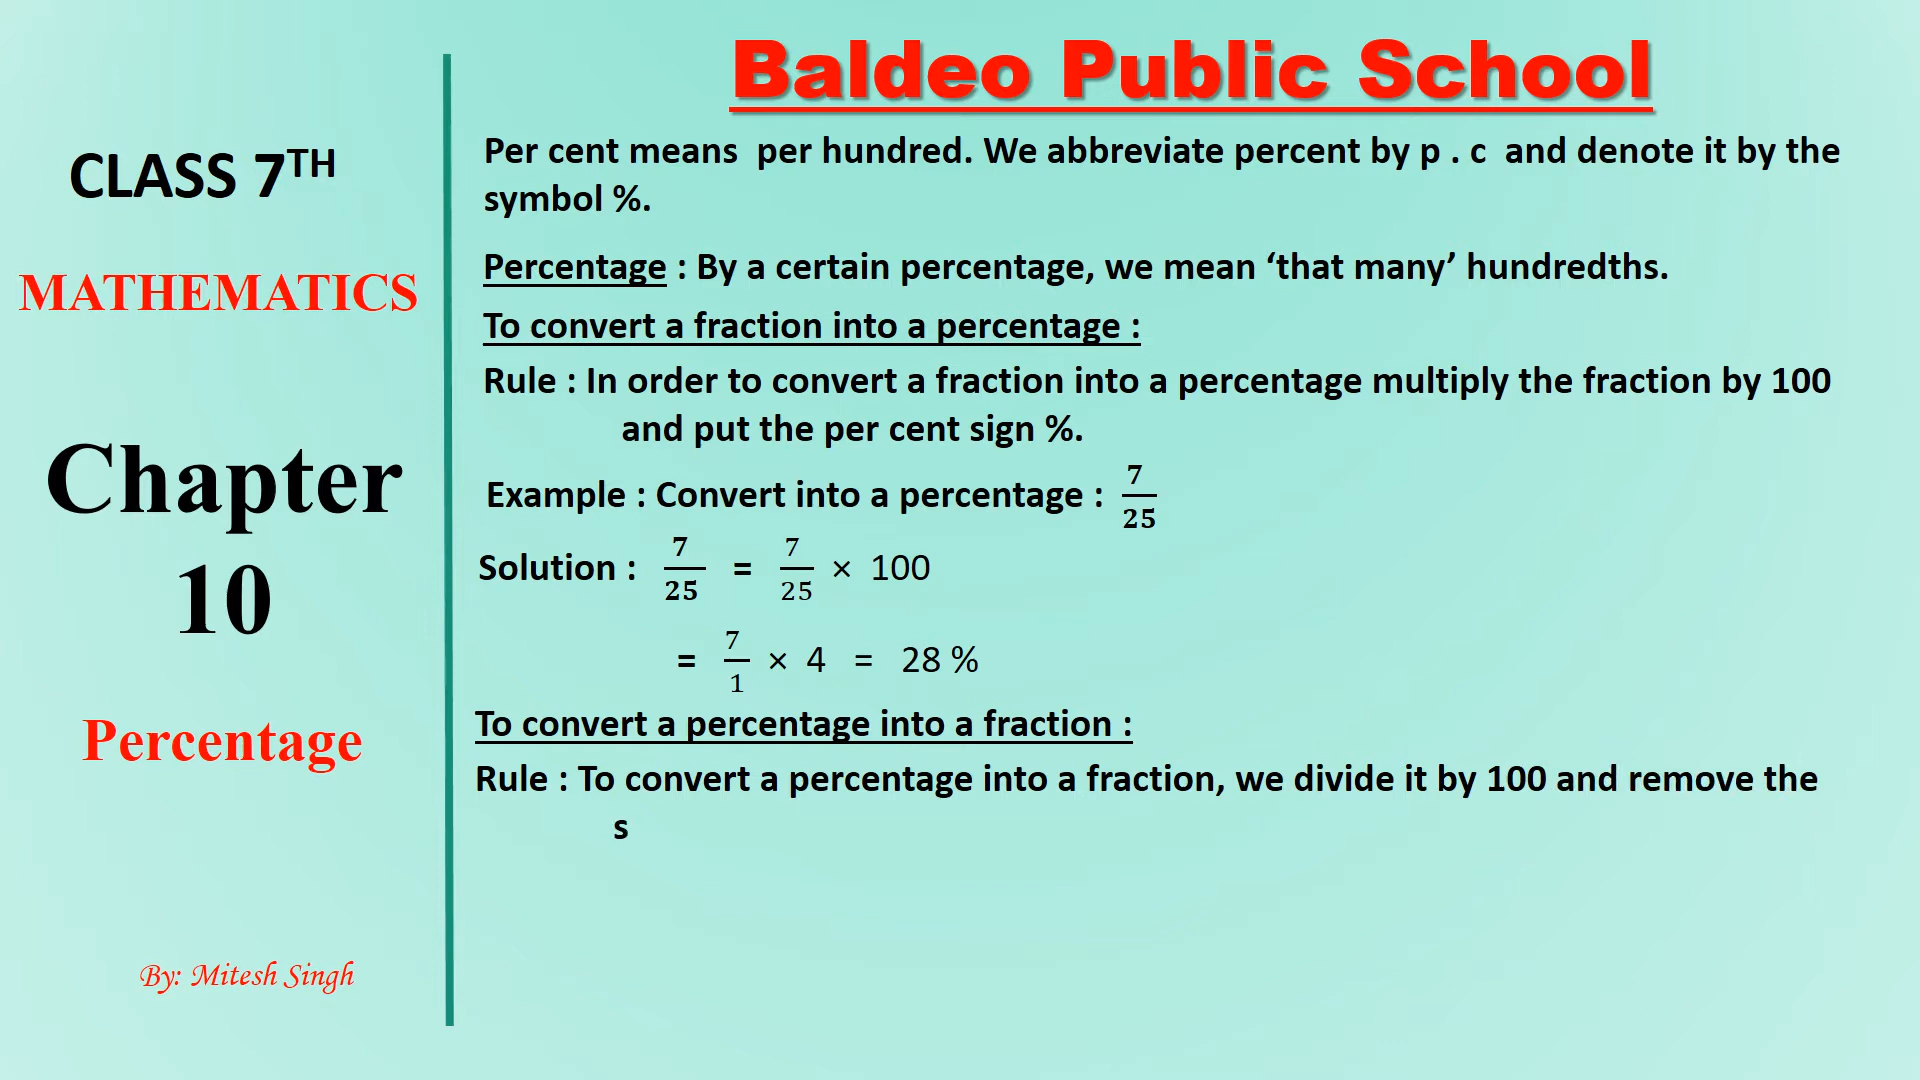 Baldeo Public School
CLASS 7TH
MATHEMATICS
Chapter
10
Percentage
By: Mitesh Singh
Per cent means per hundred. We abbreviate percent by p . c and denote it by the
symbol %.
Percentage : By a certain percentage, we mean ‘that many’ hundredths.
To convert a fraction into a percentage :
Rule : In order to convert a fraction into a percentage multiply the fraction by 100
and put the per cent sign %.
Example : Convert into a percentage : 7/25
Solution : 7/25 = 7/25 × 100
= 7/1 × 4 = 28 %
To convert a percentage into a fraction :
Rule : To convert a percentage into a fraction, we divide it by 100 and remove the
s